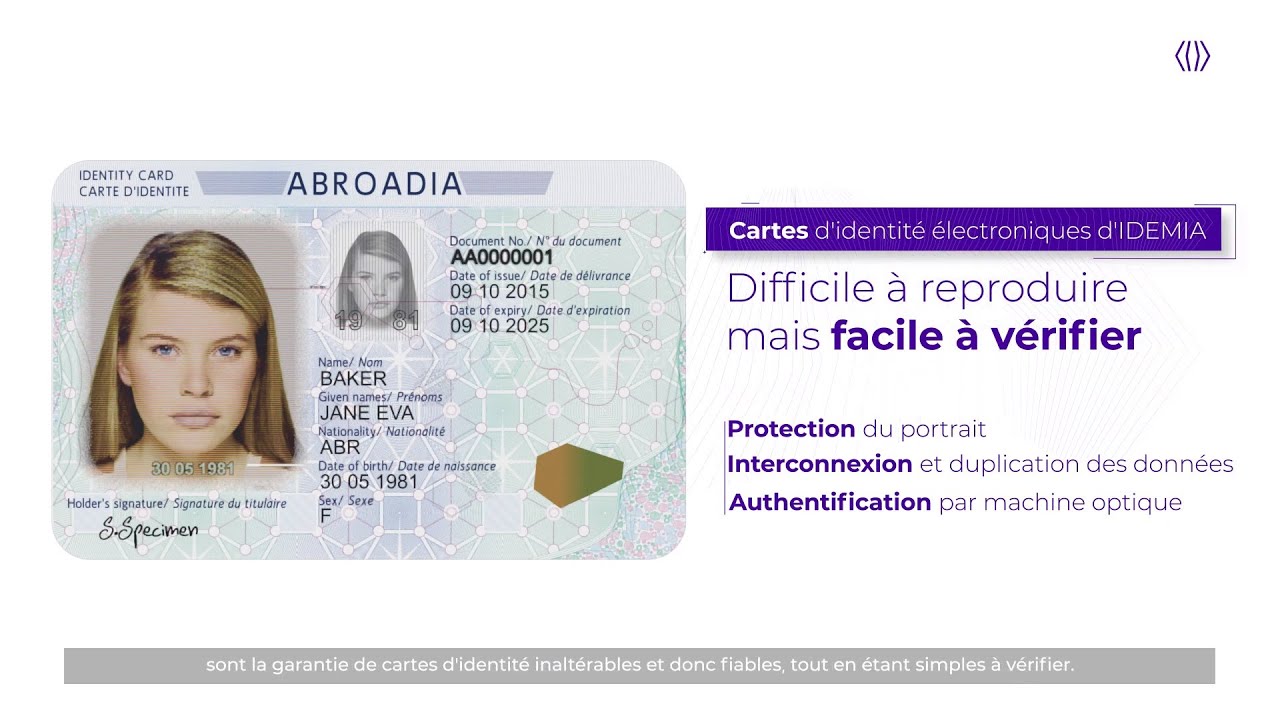 IDENTITY CARD
CARTE D'IDENTITE
ABROADIA
Document No./ N° du document
AA0000001
Date of issue/ Date de délivrance
09 10 2015
Date of expiry/ Date d'expiration
09 10 2025
19 81
Name/ Nom
BAKER
Given names/ Prénoms
JANE EVA
Nationality/ Nationalité
ABR
Date of birth/ Date de naissance
30 05 1981
Sex/ Sexe
F
30 05 1981
Holder's signature/ Signature du titulaire
S.Specimen
Cartes d'identité électroniques d'IDEMIA
Difficile à reproduire
mais facile à vérifier
Protection du portrait
Interconnexion et duplication des données
Authentification par machine optique
sont la garantie de cartes d'identité inaltérables et donc fiables, tout en étant simples à vérifier.